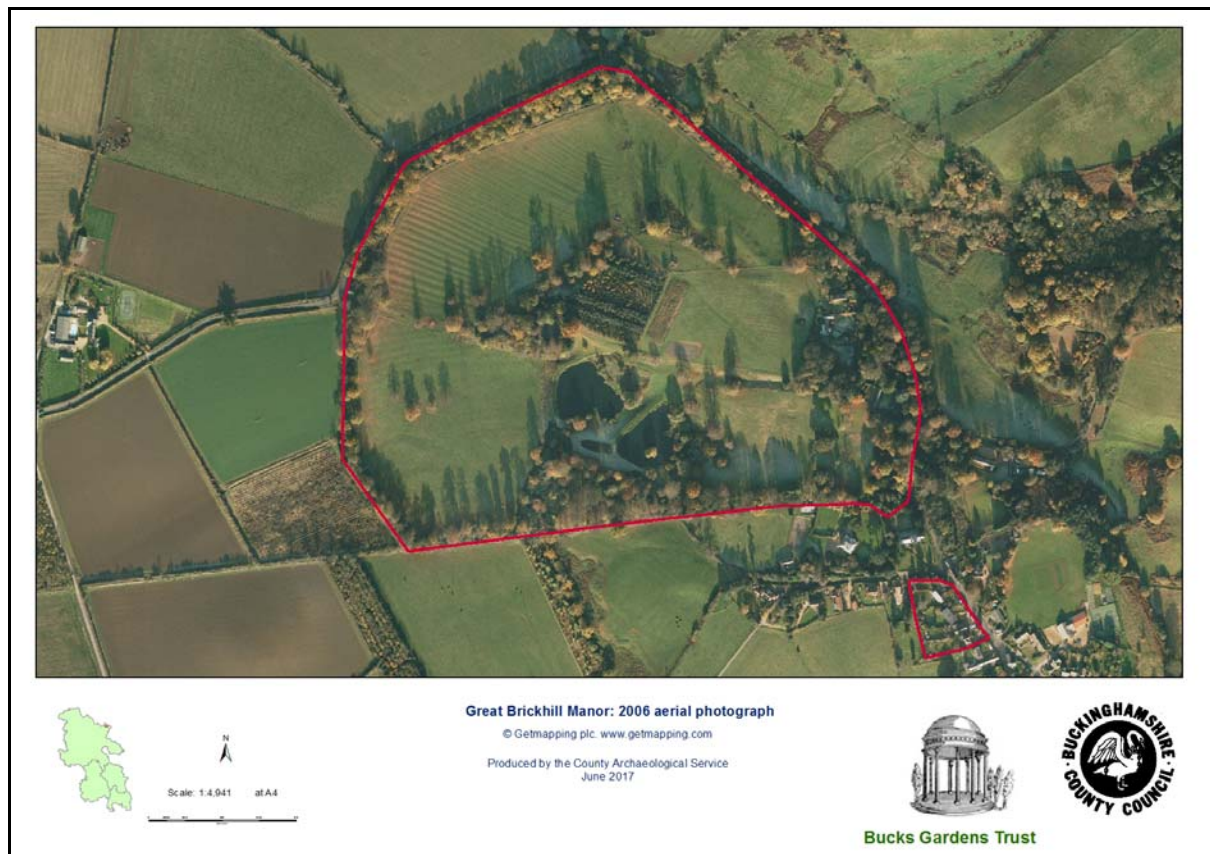 Great Brickhill Manor: 2006 aerial photograph
© Getmapping plc. www.getmapping.com
Produced by the County Archaeological Service
June 2017
N
Scale: 1:4,941 at A4
Bucks Gardens Trust
BUCKINGHAMSHIRE
COUNTY COUNCIL